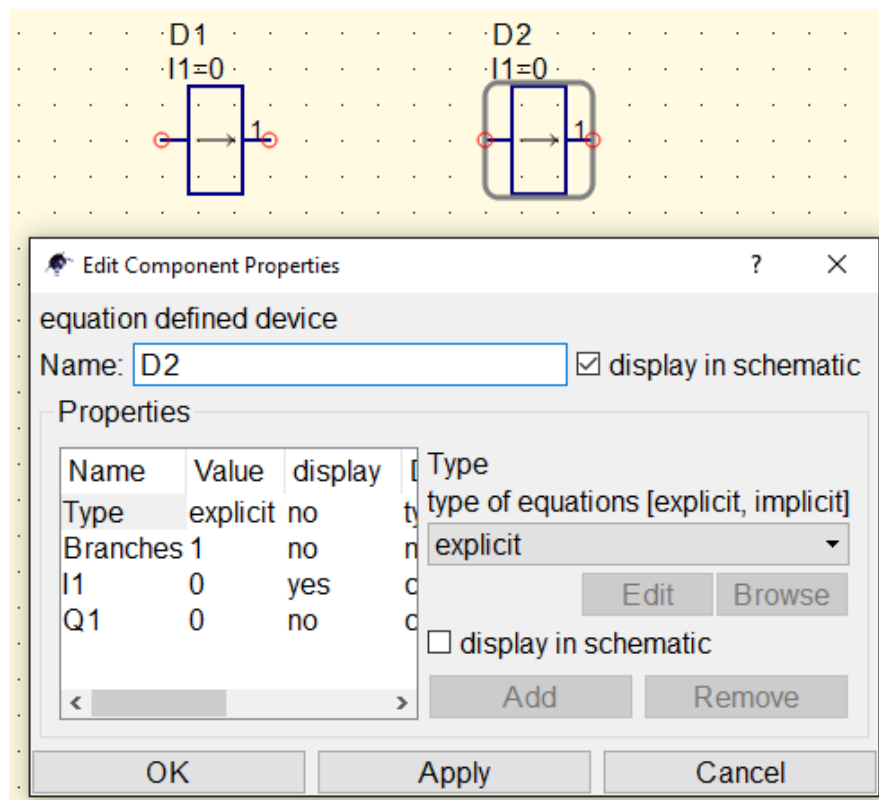 D1 D2
I1=0 I1=0
1 1
Edit Component Properties ?
equation defined device
Name: D2 display in schematic
Properties
Name Value display
Type explicit no
Branches 1 no
I1 0 yes
Q1 0 no
Type
type of equations [explicit, implicit]
explicit
Edit Browse
display in schematic
Add Remove
OK Apply Cancel